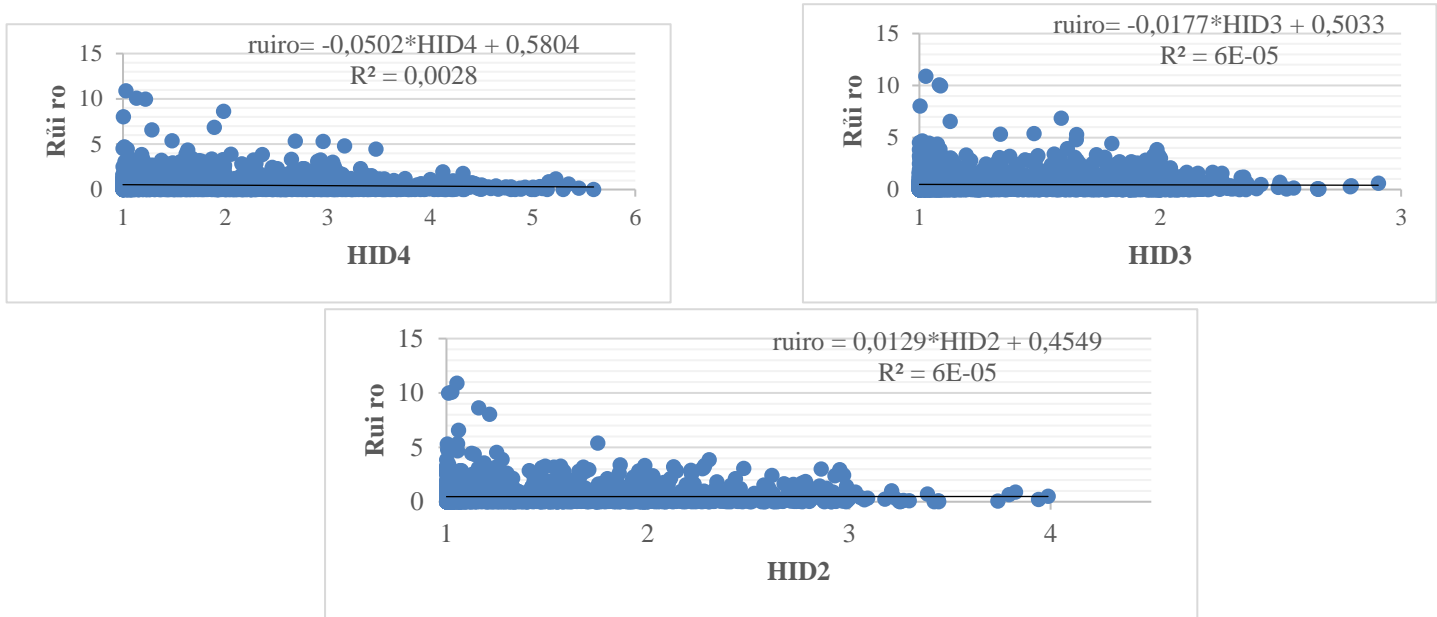 ruiro= -0,0502*HID4 + 0,5804
R² = 0,0028
15
10
5
0
Rủi ro
1 2 3 4 5 6
HID4
ruiro= -0,0177*HID3 + 0,5033
R² = 6E-05
15
10
5
0
Rủi ro
1 2 3
HID3
ruiro = 0,0129*HID2 + 0,4549
R² = 6E-05
15
10
5
0
Rui ro
1 2 3 4
HID2